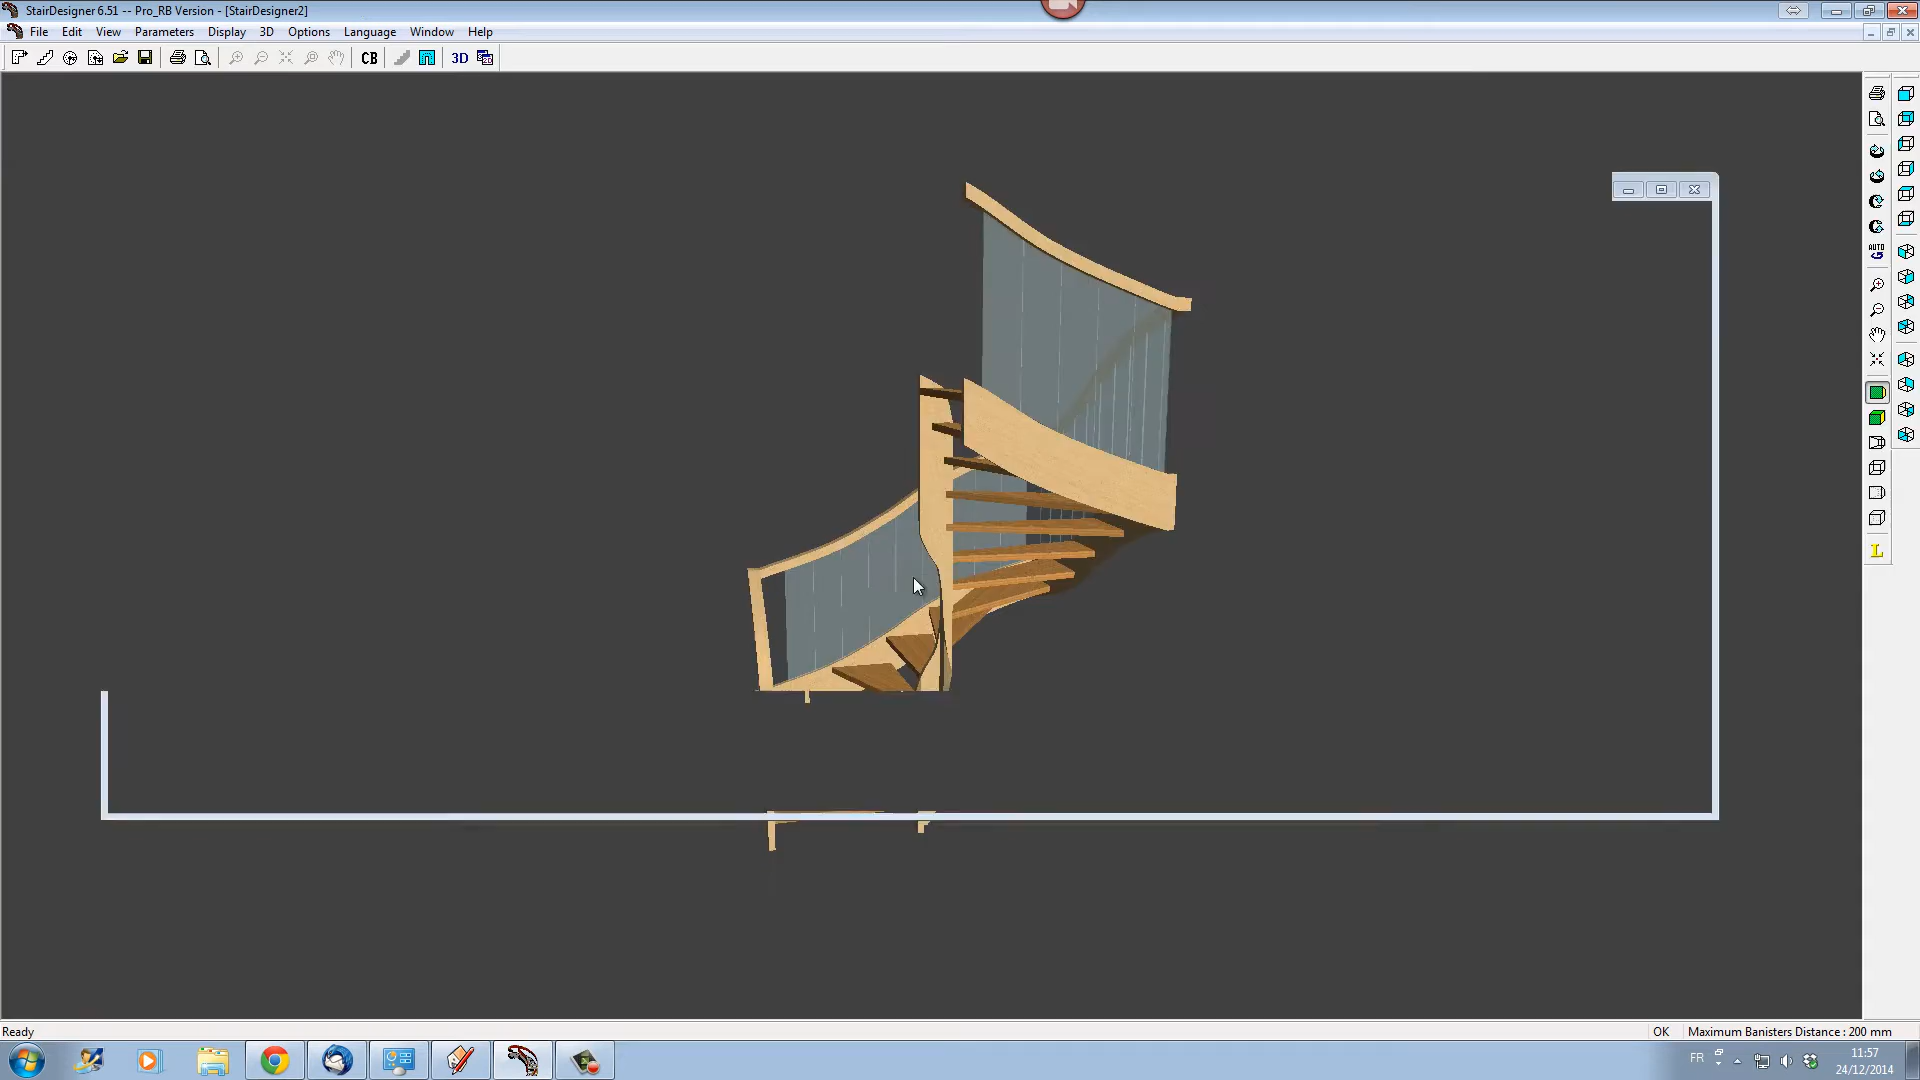 StairDesigner 6.51 -- Pro_RB Version - [StairDesigner2]
File Edit View Parameters Display 3D Options Language Window Help
CB 3D
AUTO
L
Ready
OK Maximum Banisters Distance : 200 mm
FR
11:57
24/12/2014